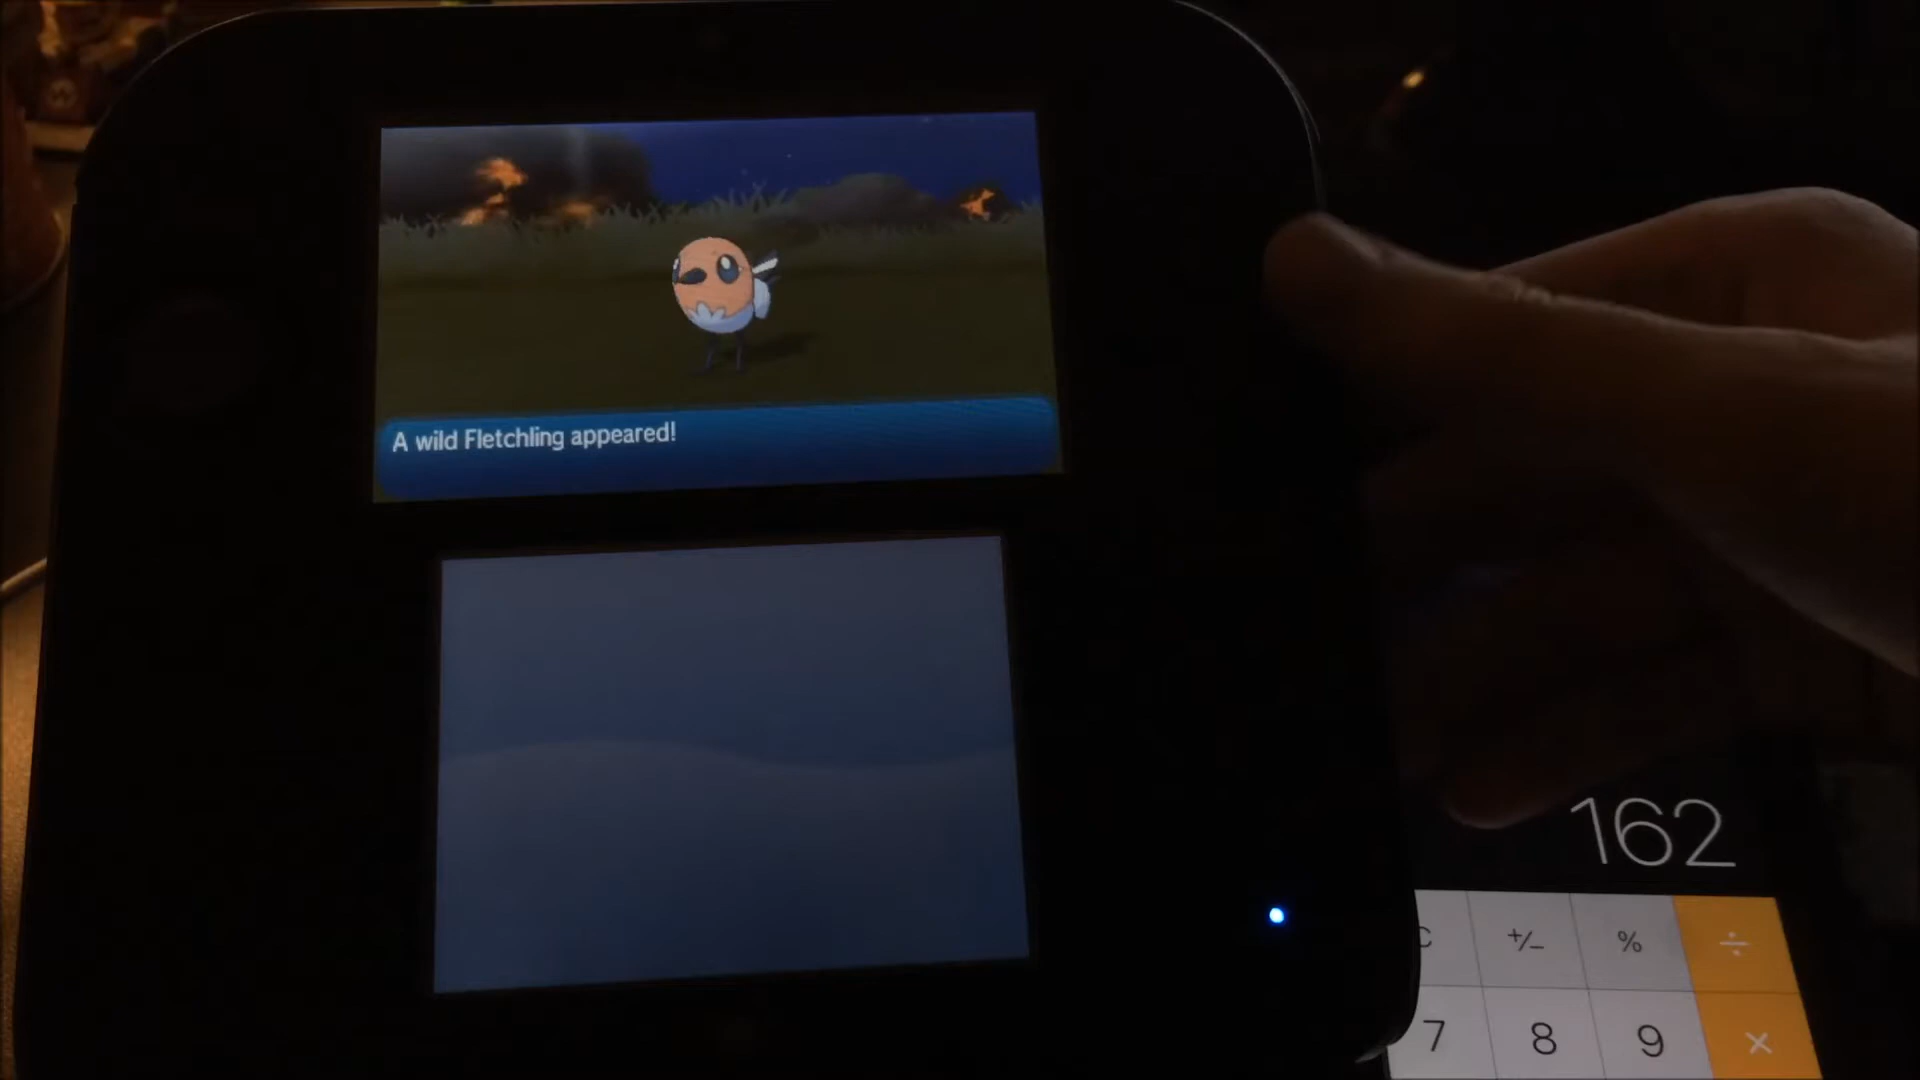 A wild Fletchling appeared!
162
C +/- % ÷
7 8 9 ×